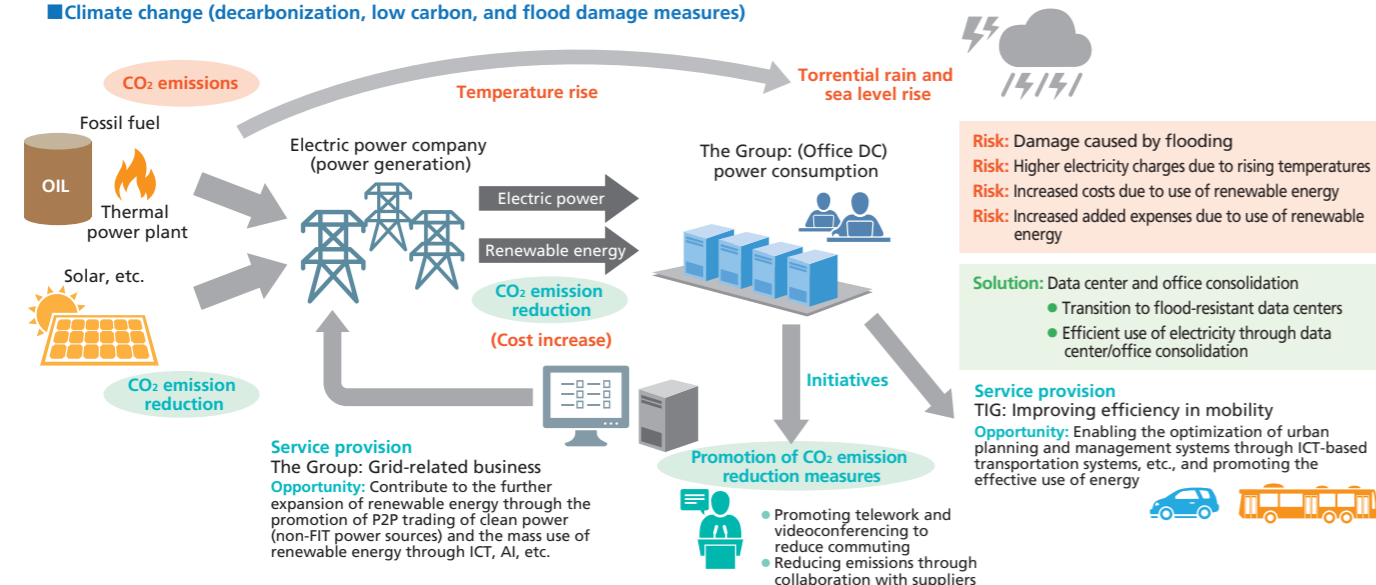 ■Climate change (decarbonization, low carbon, and flood damage measures)
CO₂ emissions
Temperature rise
Torrential rain and
sea level rise
Fossil fuel
OIL
Thermal
power plant
Solar, etc.
CO₂ emission
reduction
Electric power company
(power generation)
Electric power
Renewable energy
CO₂ emission
reduction
(Cost increase)
The Group: (Office DC)
power consumption
Risk: Damage caused by flooding
Risk: Higher electricity charges due to rising temperatures
Risk: Increased costs due to use of renewable energy
Risk: Increased added expenses due to use of renewable
energy
Solution: Data center and office consolidation
● Transition to flood-resistant data centers
● Efficient use of electricity through data
center/office consolidation
Initiatives
Service provision
The Group: Grid-related business
Opportunity: Contribute to the further
expansion of renewable energy through the
promotion of P2P trading of clean power
(non-FIT power sources) and the mass use of
renewable energy through ICT, AI, etc.
Promotion of CO₂ emission
reduction measures
● Promoting telework and
videoconferencing to
reduce commuting
● Reducing emissions through
collaboration with suppliers
Service provision
TIG: Improving efficiency in mobility
Opportunity: Enabling the optimization of urban
planning and management systems through ICT-based
transportation systems, etc., and promoting the
effective use of energy